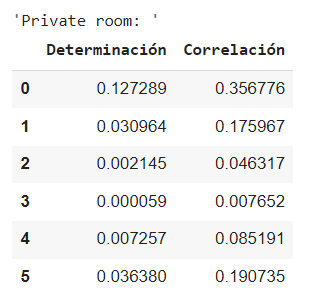 'Private room: '
Determinación Correlación
0 0.127289 0.356776
1 0.030964 0.175967
2 0.002145 0.046317
3 0.000059 0.007652
4 0.007257 0.085191
5 0.036380 0.190735